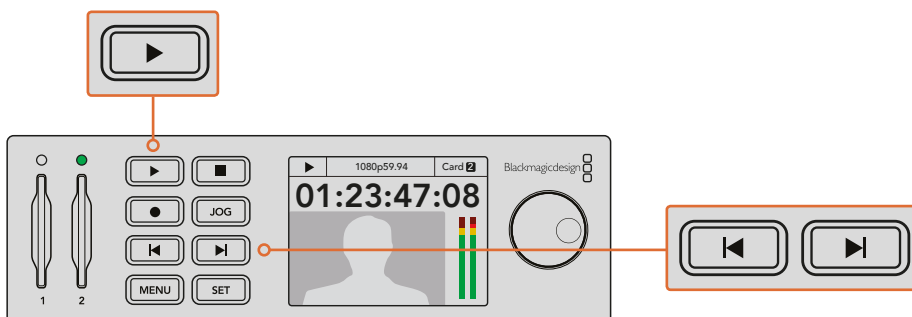 1080p59.94
Card 2
Blackmagicdesign
01:23:47:08
JOG
MENU
SET
1
2